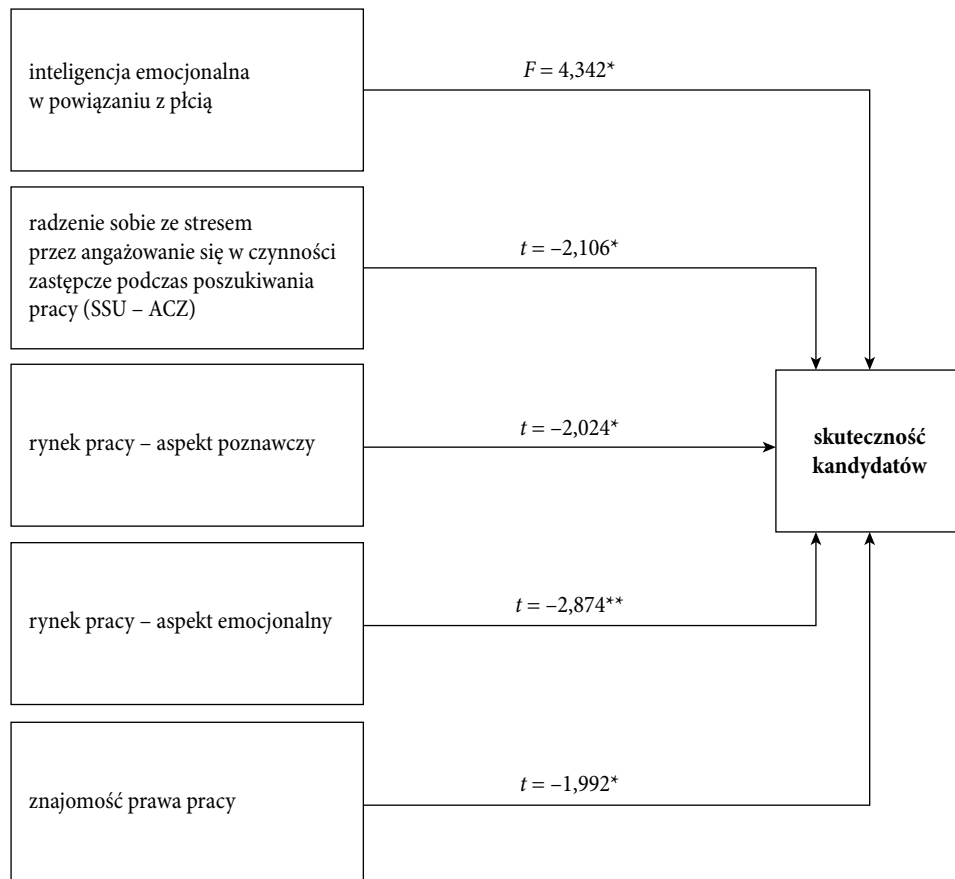 inteligencja emocjonalna
w powiązaniu z płcią
F = 4,342*
radzenie sobie ze stresem
przez angażowanie się w czynności
zastępcze podczas poszukiwania
pracy (SSU – ACZ)
t = –2,106*
rynek pracy – aspekt poznawczy
t = –2,024*
skuteczność
kandydatów
rynek pracy – aspekt emocjonalny
t = –2,874**
znajomość prawa pracy
t = –1,992*